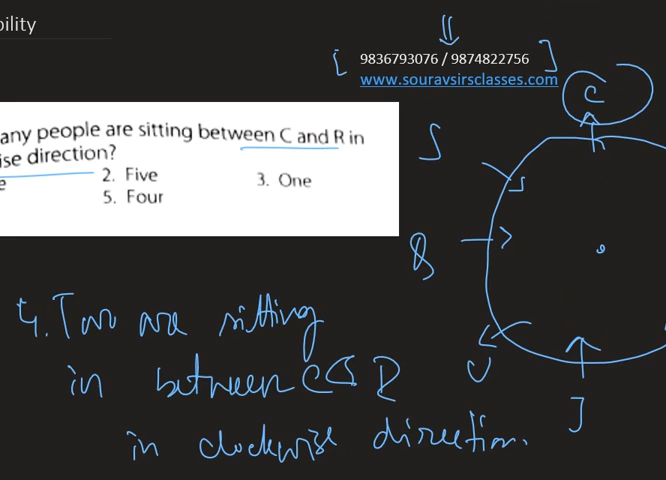 bility
[ 9836793076 / 9874822756 ]
www.souravsirsclasses.com
C
any people are sitting between C and R in
ise direction?
e 2. Five 3. One
5. Four
S
Q
U
J
4. Two are sitting
in between C & R
in clockwise direction.